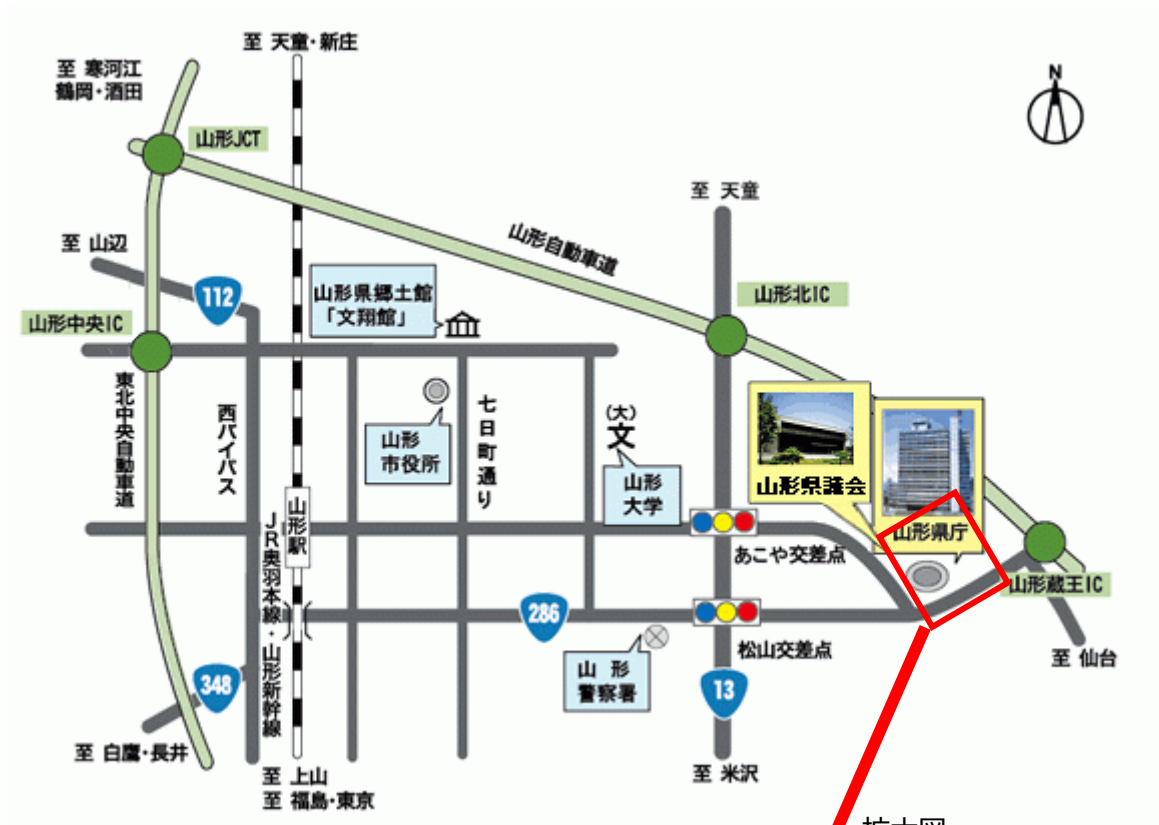 至 天童・新庄
至 寒河江
鶴岡・酒田
N
山形JCT
至 天童
至 山辺
山形自動車道
112
山形県郷土館
「文翔館」
山形北IC
山形中央IC
東北中央自動車道
西バイパス
七日町通り
(大)
文
山形
市役所
山形
大学
山形県議会
山形県庁
山形駅
JR奥羽本線・山形新幹線
あこや交差点
山形蔵王IC
286
松山交差点
至 仙台
山 形
警察署
348
13
至 白鷹・長井
至 上山
至 福島・東京
至 米沢